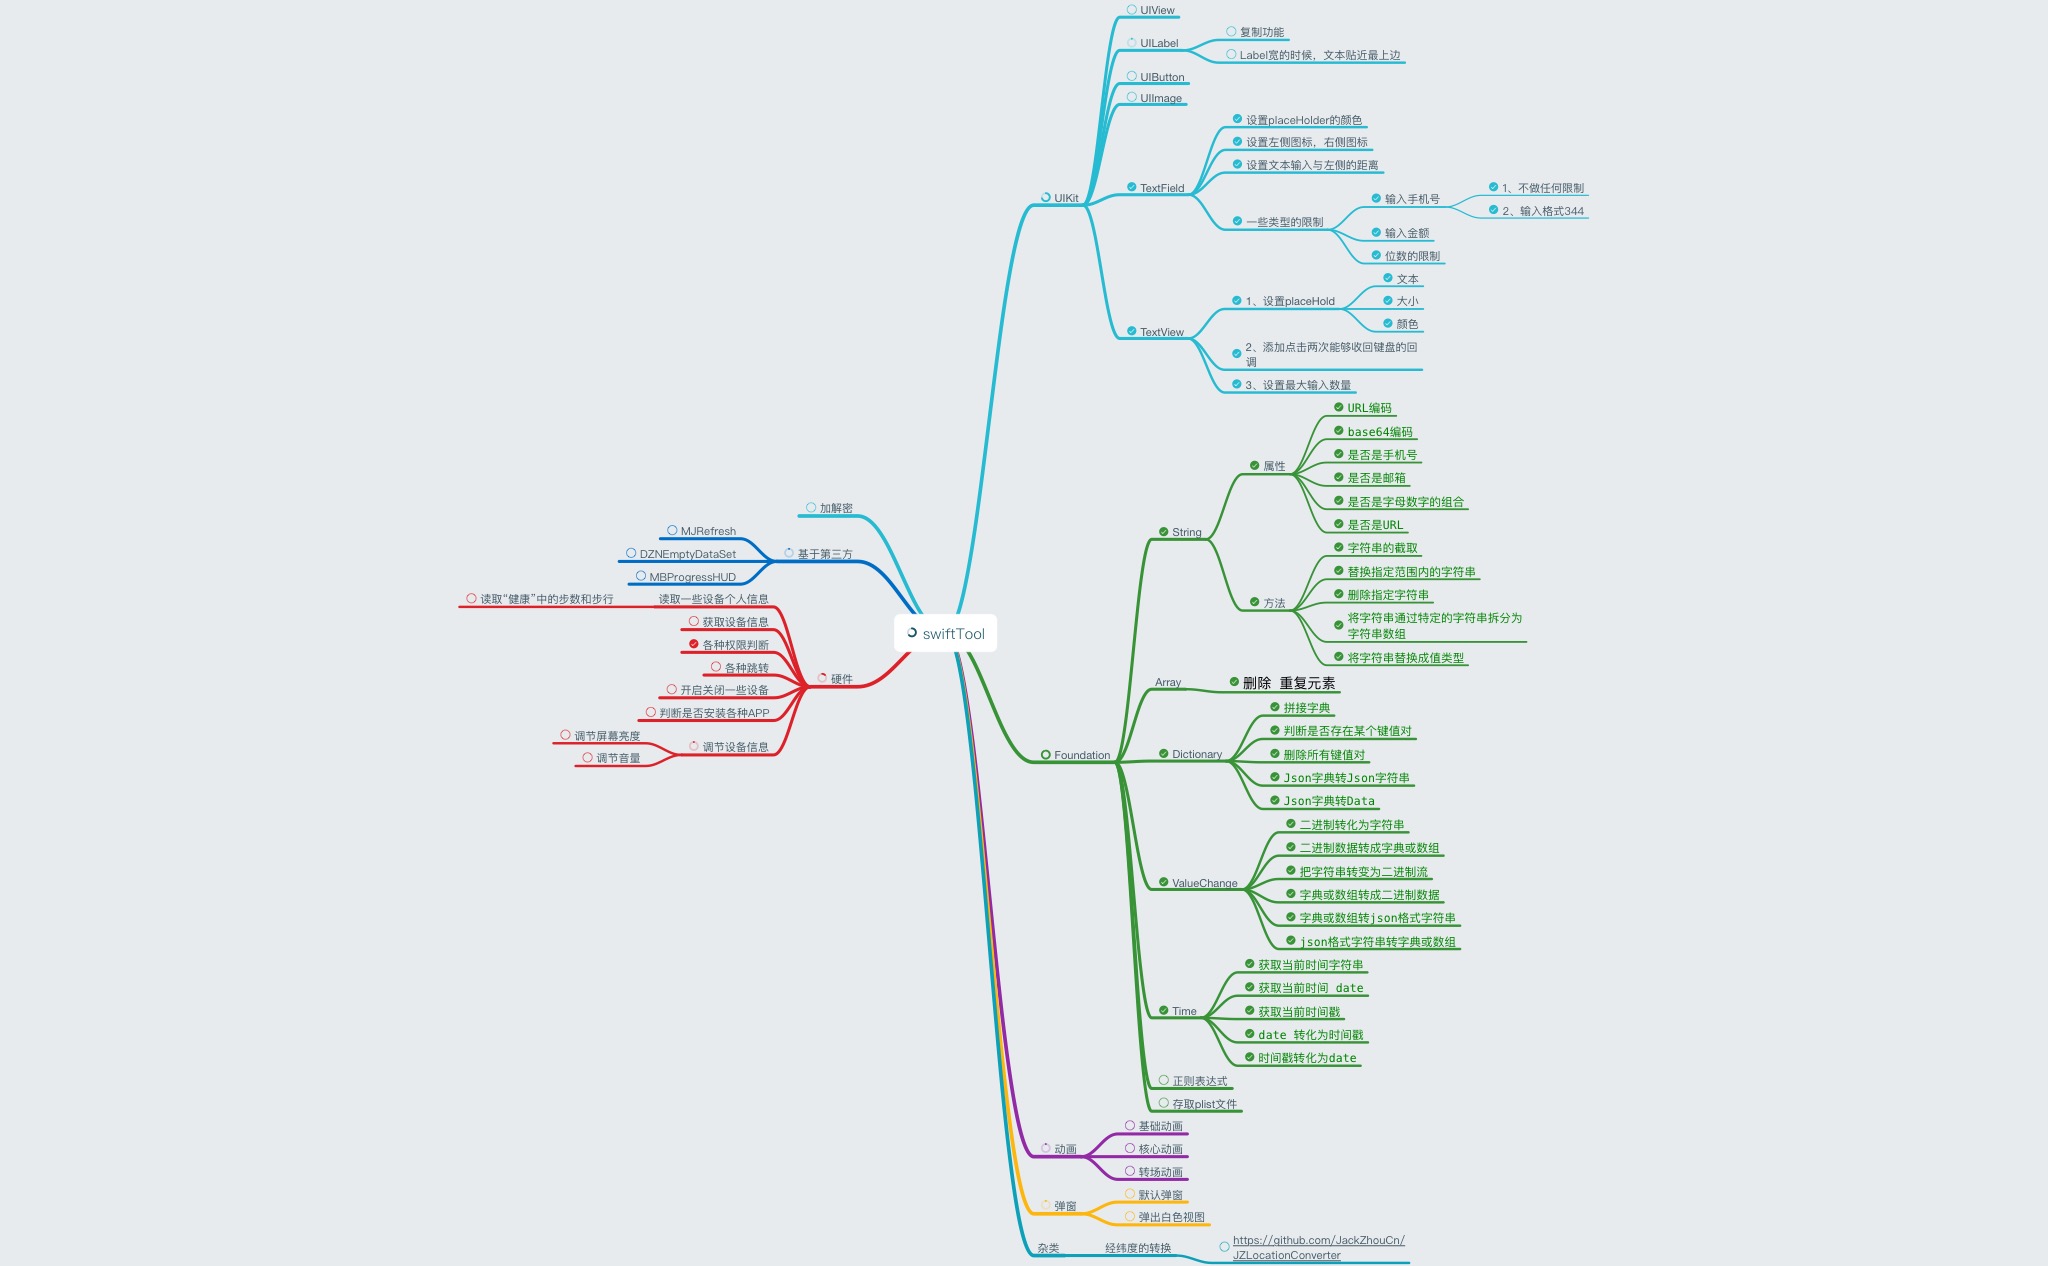 swiftTool
UIKit
UIView
UILabel
复制功能
Label宽的时候，文本贴近最上边
UIButton
UIImage
TextField
设置placeHolder的颜色
设置左侧图标，右侧图标
设置文本输入与左侧的距离
一些类型的限制
输入手机号
1、不做任何限制
2、输入格式344
输入金额
位数的限制
TextView
1、设置placeHold
文本
大小
颜色
2、添加点击两次能够收回键盘的回
调
3、设置最大输入数量
Foundation
String
属性
URL编码
base64编码
是否是手机号
是否是邮箱
是否是字母数字的组合
是否是URL
方法
字符串的截取
替换指定范围内的字符串
删除指定字符串
将字符串通过特定的字符串拆分为
字符串数组
将字符串替换成值类型
Array
删除 重复元素
Dictionary
拼接字典
判断是否存在某个键值对
删除所有键值对
Json字典转Json字符串
Json字典转Data
ValueChange
二进制转化为字符串
二进制数据转成字典或数组
把字符串转变为二进制流
字典或数组转成二进制数据
字典或数组转json格式字符串
json格式字符串转字典或数组
Time
获取当前时间字符串
获取当前时间 date
获取当前时间戳
date 转化为时间戳
时间戳转化为date
正则表达式
存取plist文件
动画
基础动画
核心动画
转场动画
弹窗
默认弹窗
弹出白色视图
杂类
经纬度的转换
https://github.com/JackZhouCn/
JZLocationConverter
加解密
基于第三方
MJRefresh
DZNEmptyDataSet
MBProgressHUD
硬件
读取一些设备个人信息
读取“健康”中的步数和步行
获取设备信息
各种权限判断
各种跳转
开启关闭一些设备
判断是否安装各种APP
调节设备信息
调节屏幕亮度
调节音量